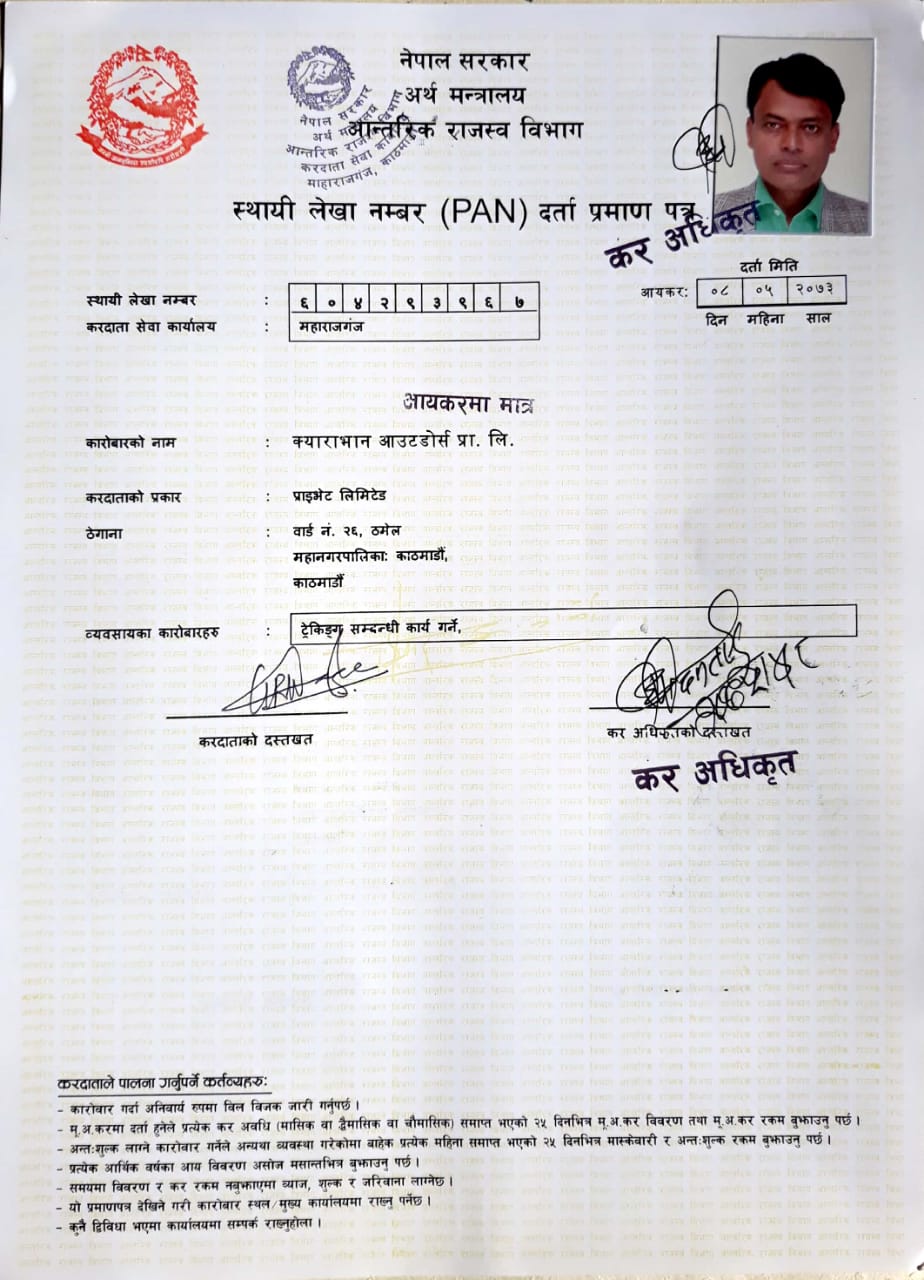 नेपाल सरकार
अर्थ मन्त्रालय
आन्तरिक राजस्व विभाग
नेपाल सरकार
अर्थ मन्त्रालय
आन्तरिक राजस्व विभाग
करदाता सेवा कार्यालय
माहाराजगंज, काठमाडौं
स्थायी लेखा नम्बर (PAN) दर्ता प्रमाण पत्र
कर अधिकृत
दर्ता मिति
आयकर: ०८ ०५ २०७३
दिन महिना साल
स्थायी लेखा नम्बर : ६ ० ४ २ ९ ३ ९ ६ ७
करदाता सेवा कार्यालय : महाराजगंज
आयकरमा मात्र
कारोबारको नाम : क्याराभान आउटडोर्स प्रा. लि.
करदाताको प्रकार : प्राइभेट लिमिटेड
ठेगाना : वार्ड नं. २६, ठमेल
महानगरपालिकाः काठमाडौं,
काठमाडौं
व्यवसायका कारोबारहरु : ट्रेकिङ्ग सम्दन्धी कार्य गर्ने,
करदाताको दस्तखत
कर अधिकृतको दस्तखत
कर अधिकृत
करदाताले पालना गर्नुपर्ने कर्तव्यहरुः
- कारोवार गर्दा अनिवार्य रुपमा विल विजक जारी गर्नुपर्छ ।
- मू.अ.करमा दर्ता हुनेले प्रत्येक कर अवधि (मासिक वा द्वैमासिक वा चौमासिक) समाप्त भएको २५ दिनभित्र मू.अ.कर विवरण तथा मू.अ.कर रकम बुझाउनु पर्छ ।
- अन्तःशुल्क लाग्ने कारोवार गर्नेले अन्यथा व्यवस्था गरेकोमा बाहेक प्रत्येक महिना समाप्त भएको २५ दिनभित्र मास्केवारी र अन्तःशुल्क रकम बुझाउनु पर्छ ।
- प्रत्येक आर्थिक वर्षका आय विवरण असोज मसान्तभित्र बुझाउनु पर्छ ।
- समयमा विवरण र कर रकम नबुझाएमा व्याज, शुल्क र जरिवाना लाग्नेछ ।
- यो प्रमाणपत्र देखिने गरी कारोबार स्थल/मुख्य कार्यालयमा राख्नु पर्नेछ ।
- कुनै द्विविधा भएमा कार्यालयमा सम्पर्क राख्नुहोला ।